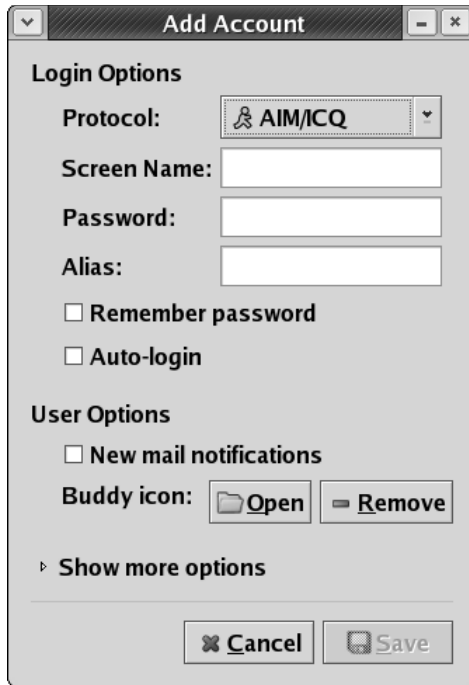 Add Account
Login Options
Protocol: AIM/ICQ
Screen Name:
Password:
Alias:
Remember password
Auto-login
User Options
New mail notifications
Buddy icon: Open Remove
Show more options
Cancel Save